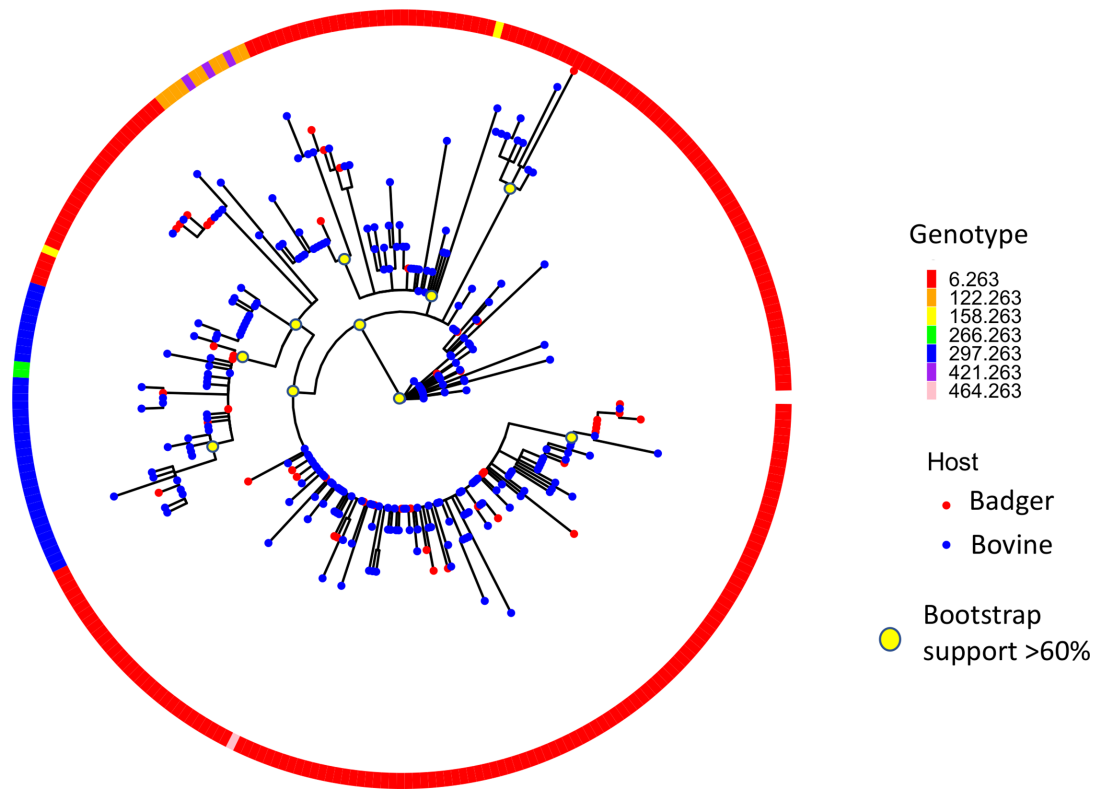 Genotype
6.263
122.263
158.263
266.263
297.263
421.263
464.263
Host
Badger
Bovine
Bootstrap
support >60%